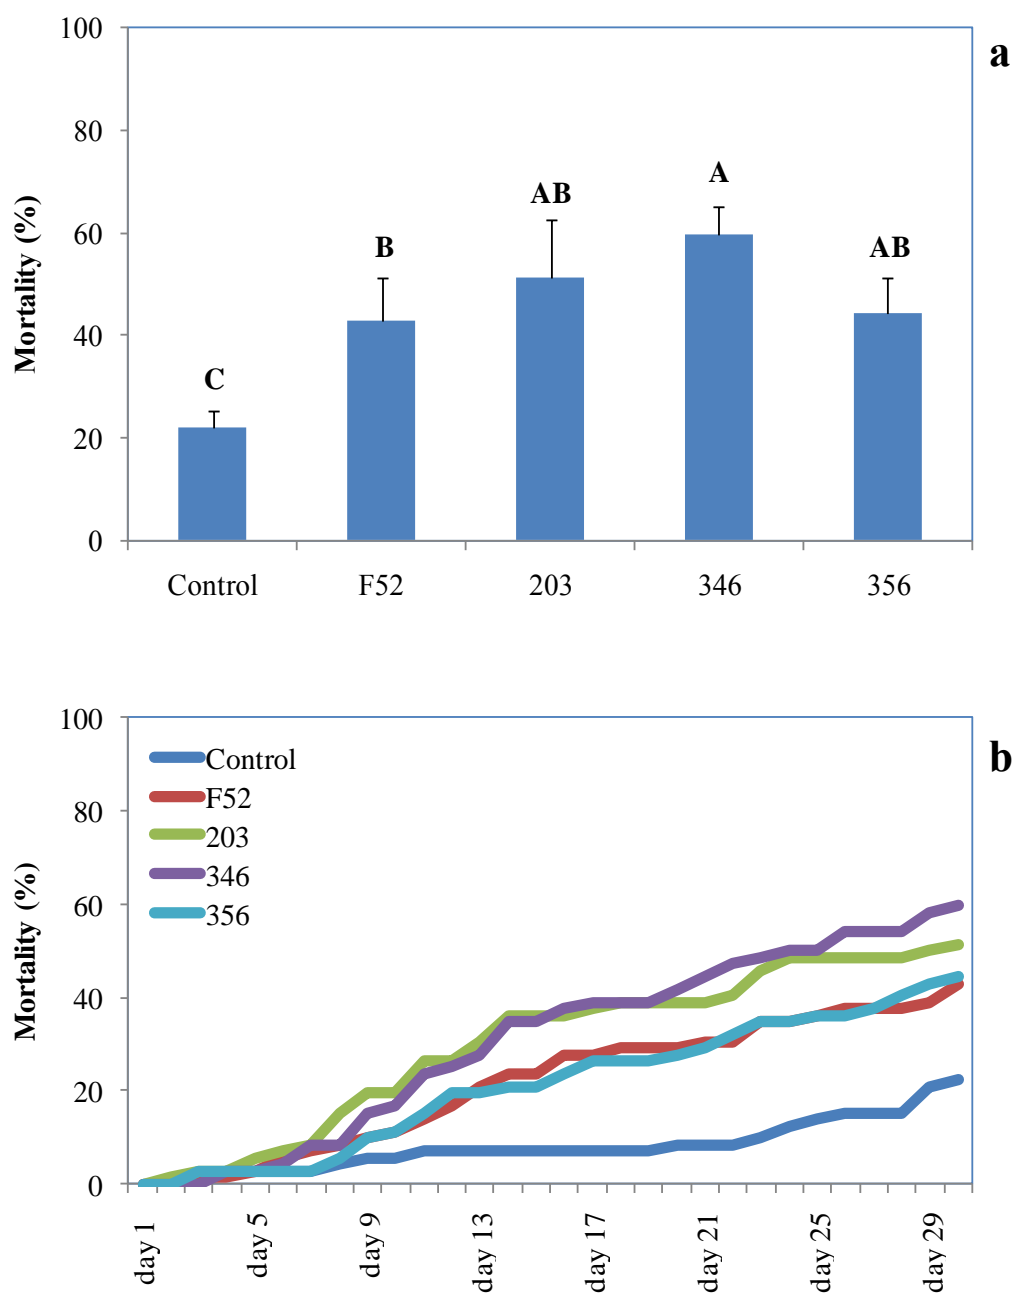 100
a
80
A
AB
60
B
AB
Mortality (%)
40
C
20
0
Control F52 203 346 356
100
b
Control
F52
80
203
346
356
60
Mortality (%)
40
20
0
day 1 day 5 day 9 day 13 day 17 day 21 day 25 day 29